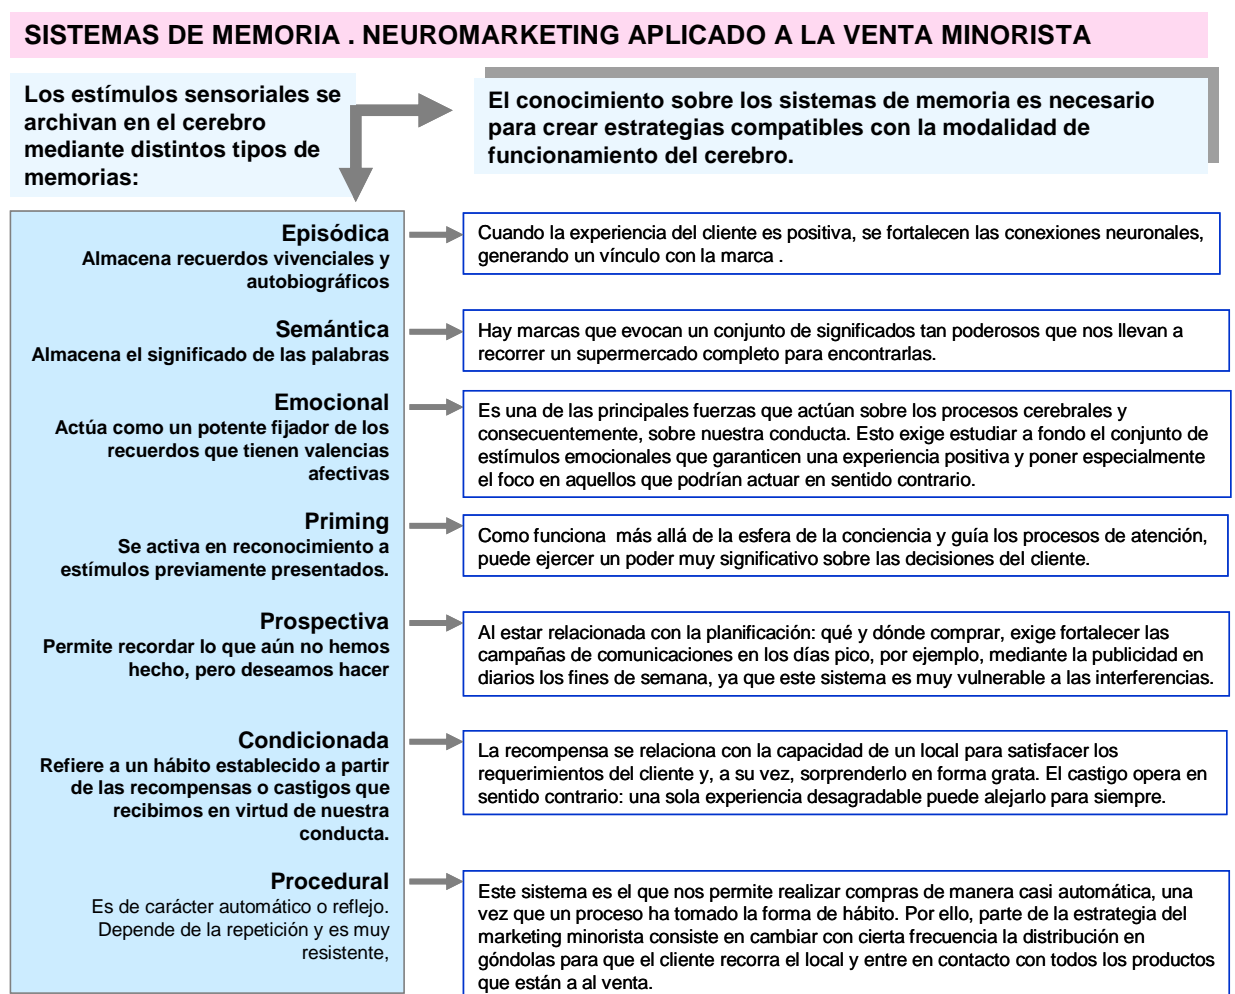 SISTEMAS DE MEMORIA . NEUROMARKETING APLICADO A LA VENTA MINORISTA
Los estímulos sensoriales se
archivan en el cerebro
mediante distintos tipos de
memorias:
El conocimiento sobre los sistemas de memoria es necesario
para crear estrategias compatibles con la modalidad de
funcionamiento del cerebro.
Episódica
Almacena recuerdos vivenciales y
autobiográficos
Cuando la experiencia del cliente es positiva, se fortalecen las conexiones neuronales,
generando un vínculo con la marca .
Semántica
Almacena el significado de las palabras
Hay marcas que evocan un conjunto de significados tan poderosos que nos llevan a
recorrer un supermercado completo para encontrarlas.
Emocional
Actúa como un potente fijador de los
recuerdos que tienen valencias
afectivas
Es una de las principales fuerzas que actúan sobre los procesos cerebrales y
consecuentemente, sobre nuestra conducta. Esto exige estudiar a fondo el conjunto de
estímulos emocionales que garanticen una experiencia positiva y poner especialmente
el foco en aquellos que podrían actuar en sentido contrario.
Priming
Se activa en reconocimiento a
estímulos previamente presentados.
Como funciona  más allá de la esfera de la conciencia y guía los procesos de atención,
puede ejercer un poder muy significativo sobre las decisiones del cliente.
Prospectiva
Permite recordar lo que aún no hemos
hecho, pero deseamos hacer
Al estar relacionada con la planificación: qué y dónde comprar, exige fortalecer las
campañas de comunicaciones en los días pico, por ejemplo, mediante la publicidad en
diarios los fines de semana, ya que este sistema es muy vulnerable a las interferencias.
Condicionada
Refiere a un hábito establecido a partir
de las recompensas o castigos que
recibimos en virtud de nuestra
conducta.
La recompensa se relaciona con la capacidad de un local para satisfacer los
requerimientos del cliente y, a su vez, sorprenderlo en forma grata. El castigo opera en
sentido contrario: una sola experiencia desagradable puede alejarlo para siempre.
Procedural
Es de carácter automático o reflejo.
Depende de la repetición y es muy
resistente,
Este sistema es el que nos permite realizar compras de manera casi automática, una
vez que un proceso ha tomado la forma de hábito. Por ello, parte de la estrategia del
marketing minorista consiste en cambiar con cierta frecuencia la distribución en
góndolas para que el cliente recorra el local y entre en contacto con todos los productos
que están a al venta.